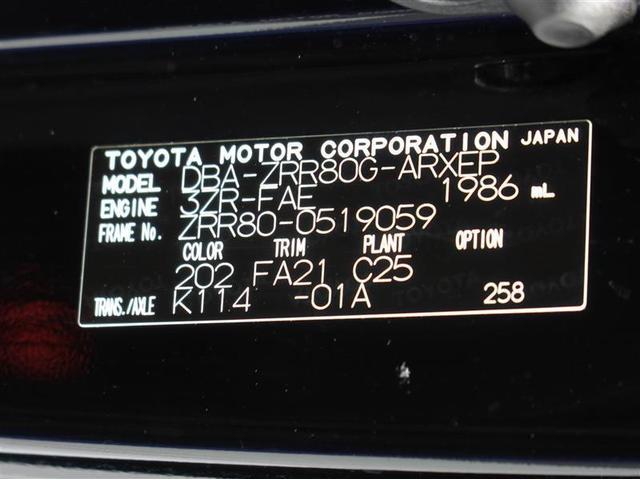 TOYOTA MOTOR CORPORATION JAPAN
MODEL DBA-ZRR80G-ARXEP
ENGINE 3ZR-FAE 1986 mL
FRAME No. ZRR80-0519059
COLOR TRIM PLANT OPTION
202 FA21 C25
TRANS./AXLE K114 -01A 258